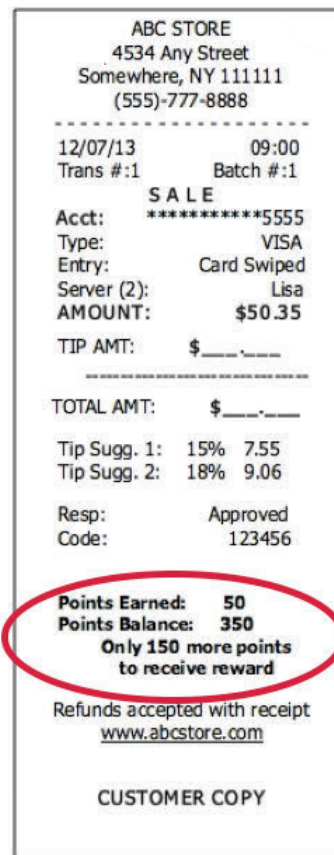 ABC STORE
4534 Any Street
Somewhere, NY 111111
(555)-777-8888
- - - - - - - - - - - - - - - - - - - - -
12/07/13 09:00
Trans #:1 Batch #:1
S A L E
Acct: ***********5555
Type: VISA
Entry: Card Swiped
Server (2): Lisa
AMOUNT: $50.35
TIP AMT: $___.___
--------------------------------
TOTAL AMT: $___.___
Tip Sugg. 1: 15% 7.55
Tip Sugg. 2: 18% 9.06
Resp: Approved
Code: 123456
Points Earned: 50
Points Balance: 350
Only 150 more points
to receive reward
Refunds accepted with receipt
www.abcstore.com
CUSTOMER COPY